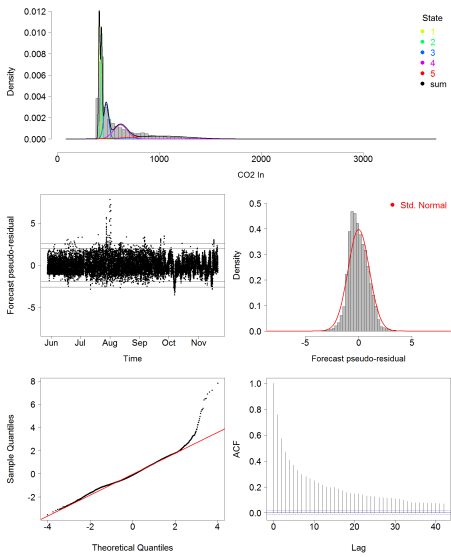 0.012
0.010
0.008
0.006
0.004
0.002
0.000
Density
State
1
2
3
4
5
sum
0
1000
2000
3000
CO2 In
5
0
-5
Forecast pseudo-residual
Jun
Jul
Aug
Sep
Oct
Nov
Time
Std. Normal
0.5
0.4
0.3
0.2
0.1
0.0
Density
-5
0
5
Forecast pseudo-residual
8
6
4
2
0
-2
Sample Quantiles
-4
-2
0
2
4
Theoretical Quantiles
1.0
0.8
0.6
0.4
0.2
0.0
ACF
0
10
20
30
40
Lag